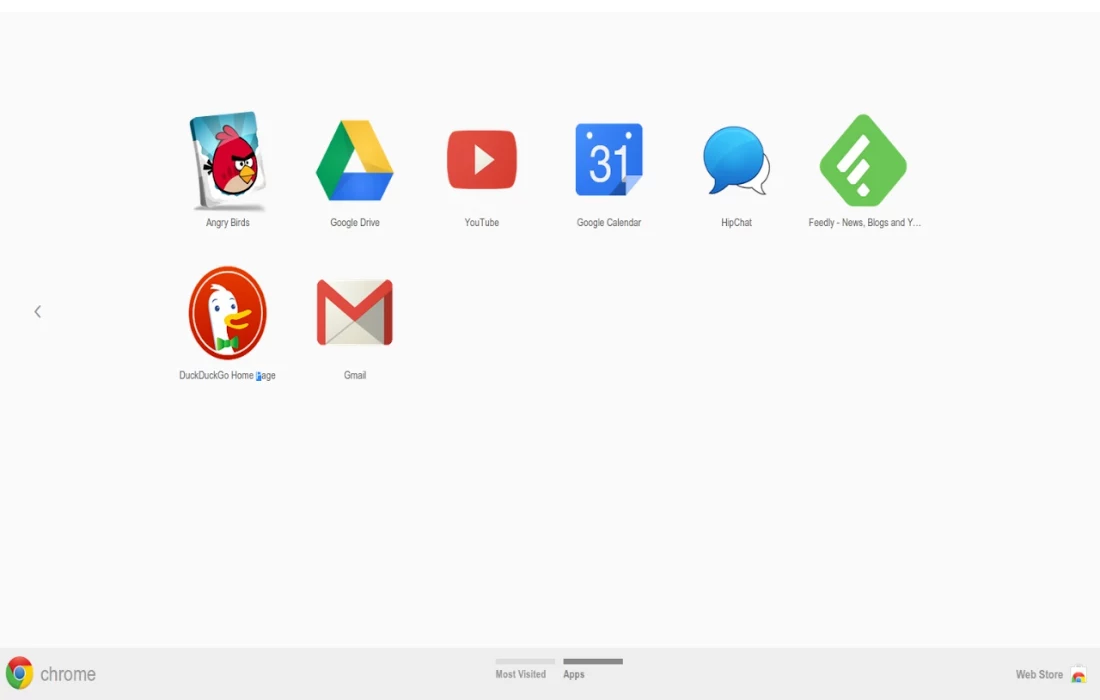 31
Angry Birds
Google Drive
YouTube
Google Calendar
HipChat
Feedly - News, Blogs and Y...
DuckDuckGo Home Page
Gmail
chrome
Most Visited
Apps
Web Store